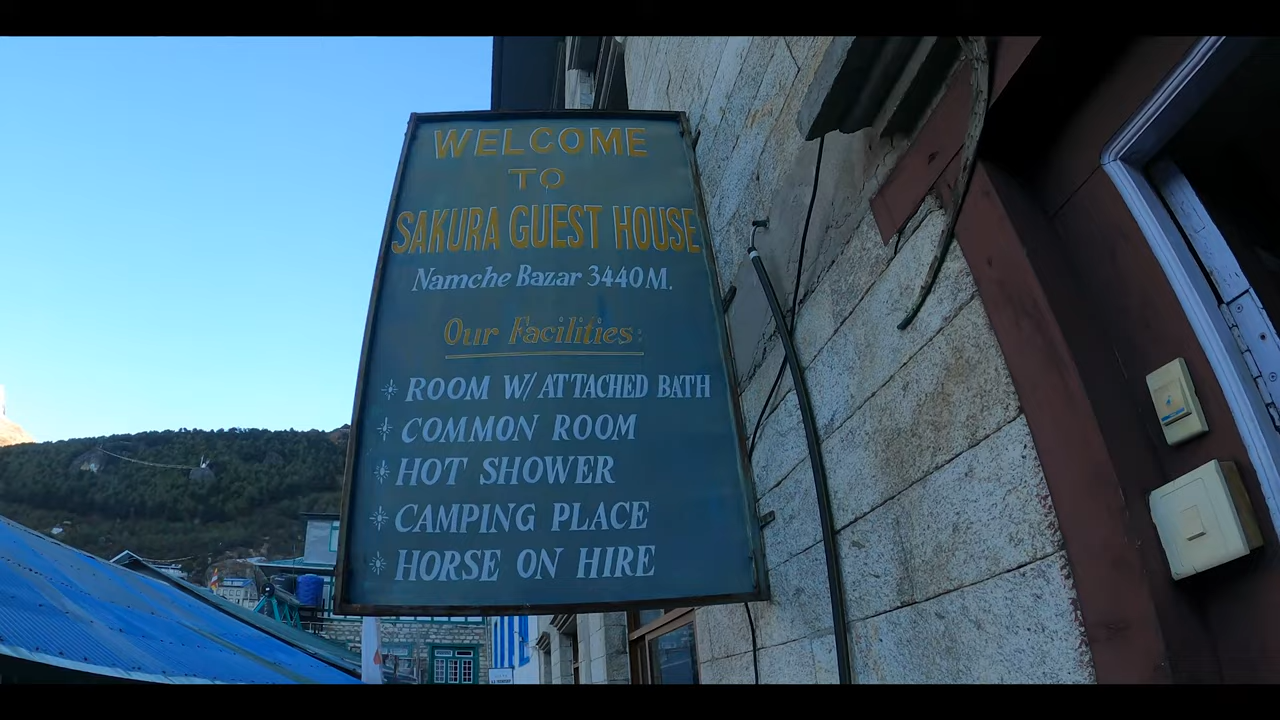 WELCOME
TO
SAKURA GUEST HOUSE
Namche Bazar 3440M.
Our Facilities:
ROOM W/ ATTACHED BATH
COMMON ROOM
HOT SHOWER
CAMPING PLACE
HORSE ON HIRE